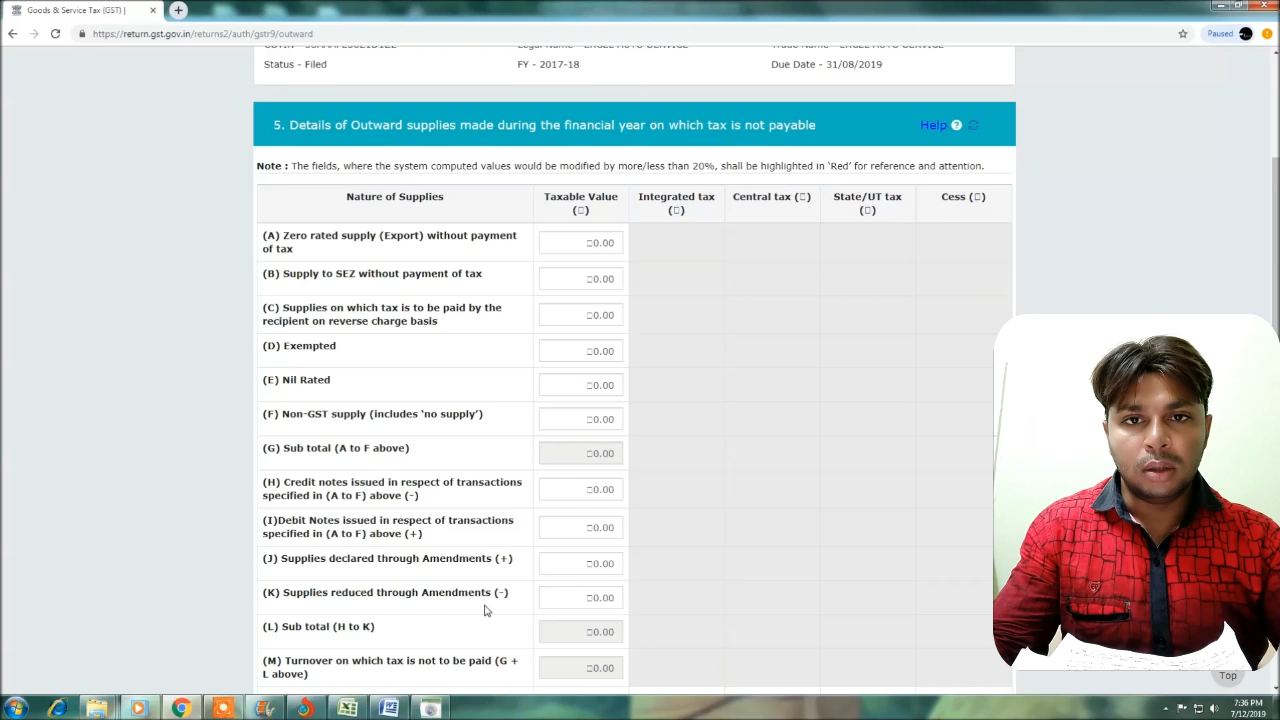 Goods & Service Tax (GST) |
https://return.gst.gov.in/returns2/auth/gstr9/outward
Paused
Status - Filed
FY - 2017-18
Due Date - 31/08/2019
5. Details of Outward supplies made during the financial year on which tax is not payable
Help ?
Note : The fields, where the system computed values would be modified by more/less than 20%, shall be highlighted in ‘Red’ for reference and attention.
Nature of Supplies
Taxable Value
Integrated tax
Central tax
State/UT tax
Cess
(A) Zero rated supply (Export) without payment
of tax
0.00
(B) Supply to SEZ without payment of tax
0.00
(C) Supplies on which tax is to be paid by the
recipient on reverse charge basis
0.00
(D) Exempted
0.00
(E) Nil Rated
0.00
(F) Non-GST supply (includes ‘no supply’)
0.00
(G) Sub total (A to F above)
0.00
(H) Credit notes issued in respect of transactions
specified in (A to F) above (-)
0.00
(I)Debit Notes issued in respect of transactions
specified in (A to F) above (+)
0.00
(J) Supplies declared through Amendments (+)
0.00
(K) Supplies reduced through Amendments (-)
0.00
(L) Sub total (H to K)
0.00
(M) Turnover on which tax is not to be paid (G +
L above)
0.00
Top
7:36 PM
7/12/2019